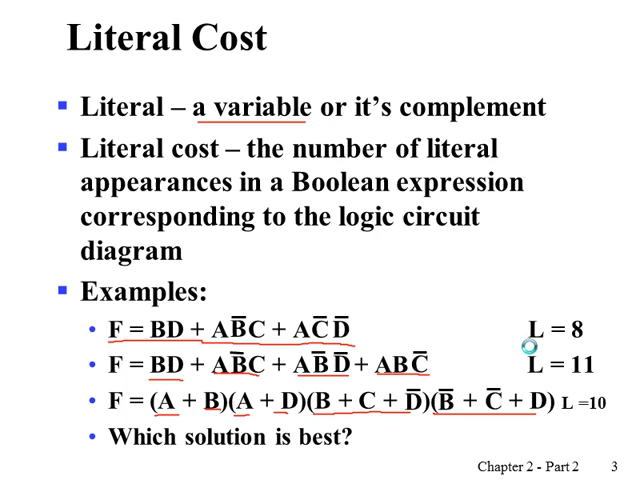 Literal Cost
Literal – a variable or it's complement
Literal cost – the number of literal
appearances in a Boolean expression
corresponding to the logic circuit
diagram
Examples:
F = BD + AB̅C + AC̅D̅ L = 8
F = BD + AB̅C + AB̅D̅ + ABC̅ L = 11
F = (A + B)(A + D)(B + C + D̅)(B̅ + C̅ + D) L =10
Which solution is best?
Chapter 2 - Part 2 3